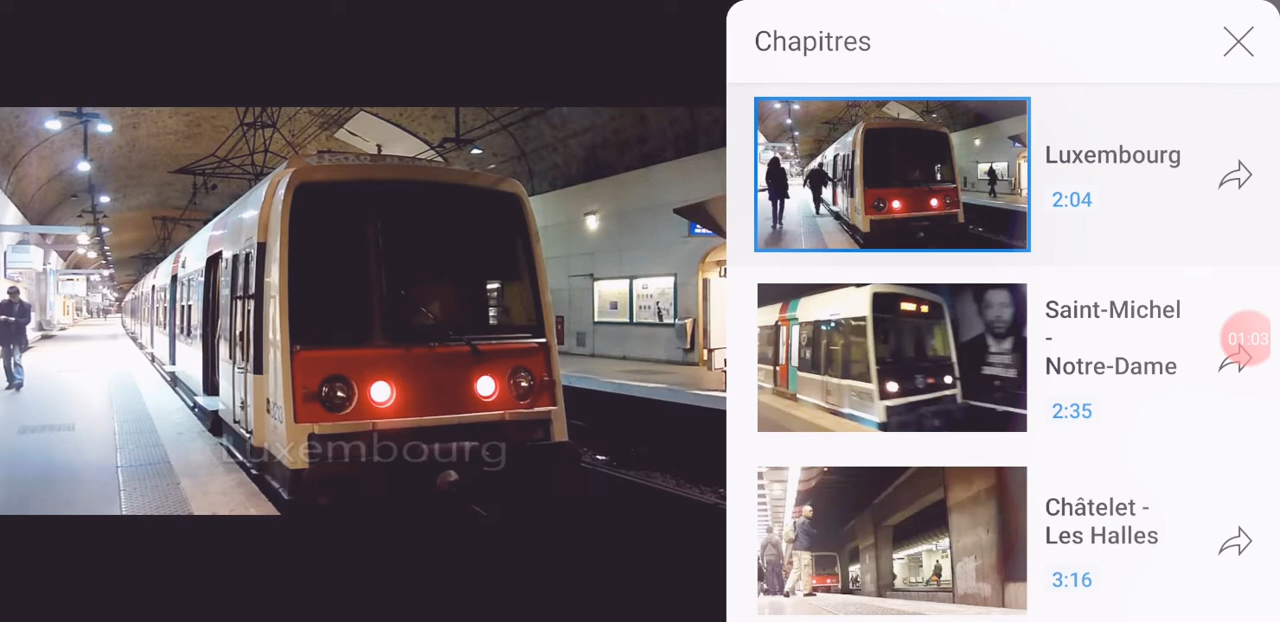 Chapitres
Luxembourg
2:04
Saint-Michel
-
Notre-Dame
01:03
2:35
Châtelet -
Les Halles
3:16
Luxembourg